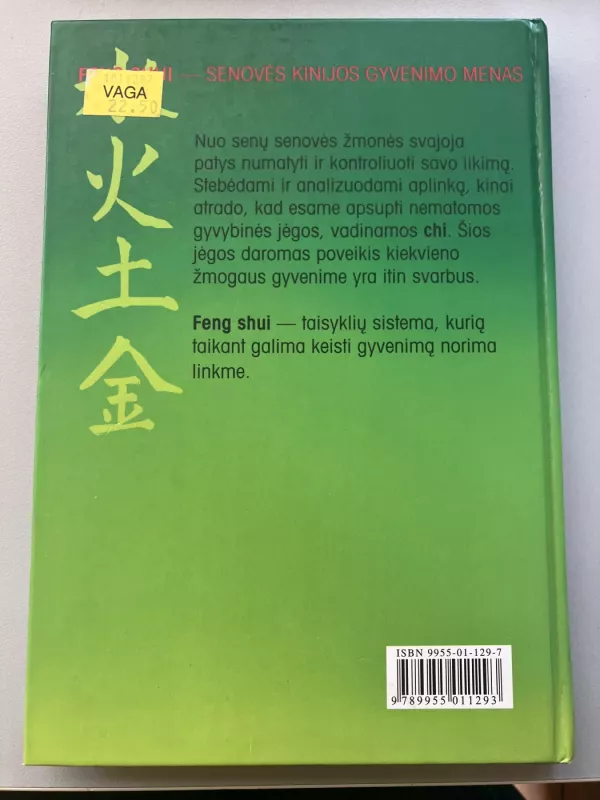 — SENOVĖS KINIJOS GYVENIMO MENAS
VAGA
22.50
火
土
金
Nuo senų senovės žmonės svajoja
patys numatyti ir kontroliuoti savo likimą.
Stebėdami ir analizuodami aplinką, kinai
atrado, kad esame apsupti nematomos
gyvybinės jėgos, vadinamos chi. Šios
jėgos daromas poveikis kiekvieno
žmogaus gyvenime yra itin svarbus.
Feng shui — taisyklių sistema, kurią
taikant galima keisti gyvenimą norima
linkme.
ISBN 9955-01-129-7
9 789955 011293